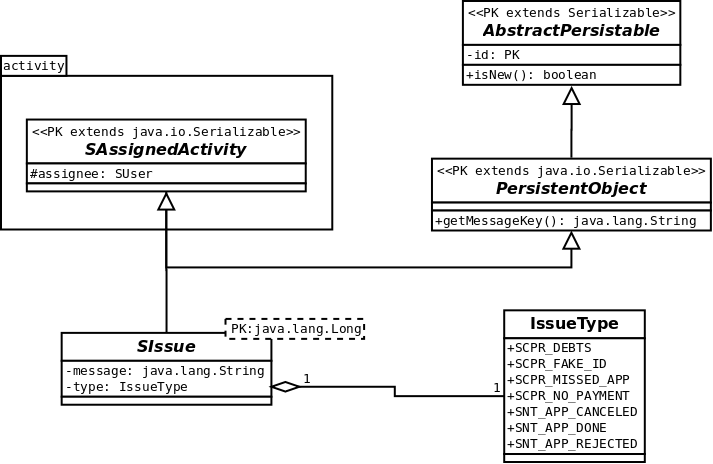 <<PK extends Serializable>>
AbstractPersistable
-id: PK
+isNew(): boolean
activity
<<PK extends java.io.Serializable>>
SAssignedActivity
#assignee: SUser
<<PK extends java.io.Serializable>>
PersistentObject
+getMessageKey(): java.lang.String
PK:java.lang.Long
SIssue
-message: java.lang.String
-type: IssueType
1
1
IssueType
+SCPR_DEBTS
+SCPR_FAKE_ID
+SCPR_MISSED_APP
+SCPR_NO_PAYMENT
+SNT_APP_CANCELED
+SNT_APP_DONE
+SNT_APP_REJECTED